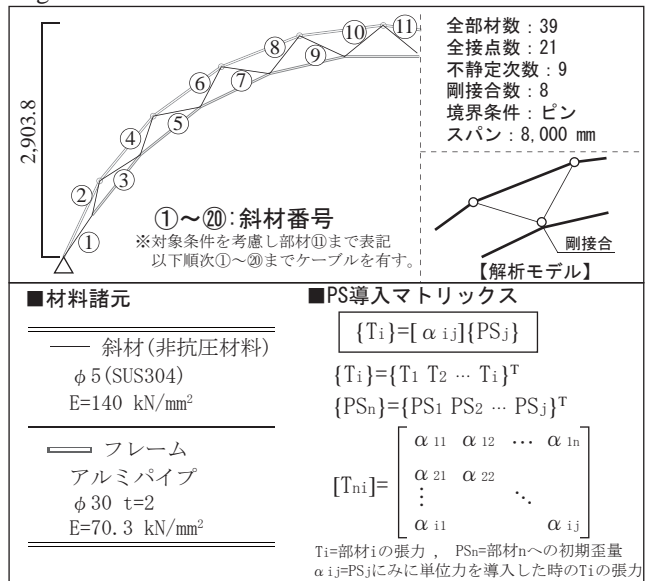 2,903.8
①
②
③
④
⑤
⑥
⑦
⑧
⑨
⑩
⑪
①～⑳:斜材番号
※対象条件を考慮し部材⑪まで表記
以下順次①～⑳までケーブルを有す。
全部材数：39
全接点数：21
不静定次数：9
剛接合数：8
境界条件：ピン
スパン：8,000 mm
剛接合
【解析モデル】
■材料諸元
斜材(非抗圧材料)
φ5(SUS304)
E=140 kN/mm²
フレーム
アルミパイプ
φ30 t=2
E=70.3 kN/mm²
■PS導入マトリックス
{Ti}=[αij]{PSj}
{Ti}={T1 T2 … Ti}ᵀ
{PSn}={PS1 PS2 … PSj}ᵀ
[Tni]=
α11 α12 … α1n
α21 α22
⋮ ⋱
αi1 αij
Ti=部材iの張力 , PSn=部材nへの初期歪量
αij=PSjにみに単位力を導入した時のTiの張力